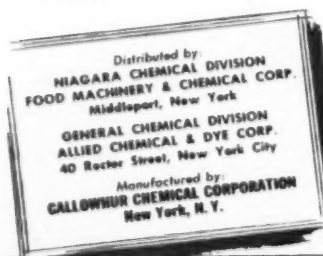 Distributed by:
NIAGARA CHEMICAL DIVISION
FOOD MACHINERY & CHEMICAL CORP.
Middleport, New York
GENERAL CHEMICAL DIVISION
ALLIED CHEMICAL & DYE CORP.
40 Rector Street, New York City
Manufactured by:
GALLOWHUR CHEMICAL CORPORATION
New York, N. Y.